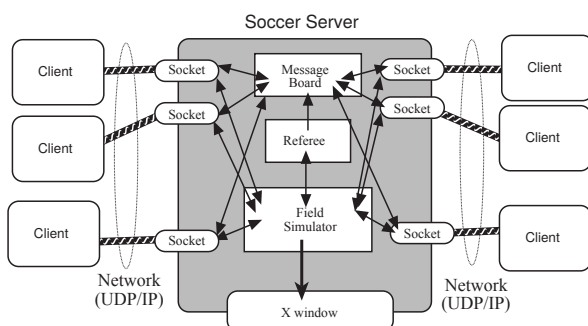 Soccer Server
Client
Socket
Message
Board
Socket
Client
Client
Socket
Socket
Client
Referee
Client
Socket
Field
Simulator
Socket
Client
Network
(UDP/IP)
Network
(UDP/IP)
X window